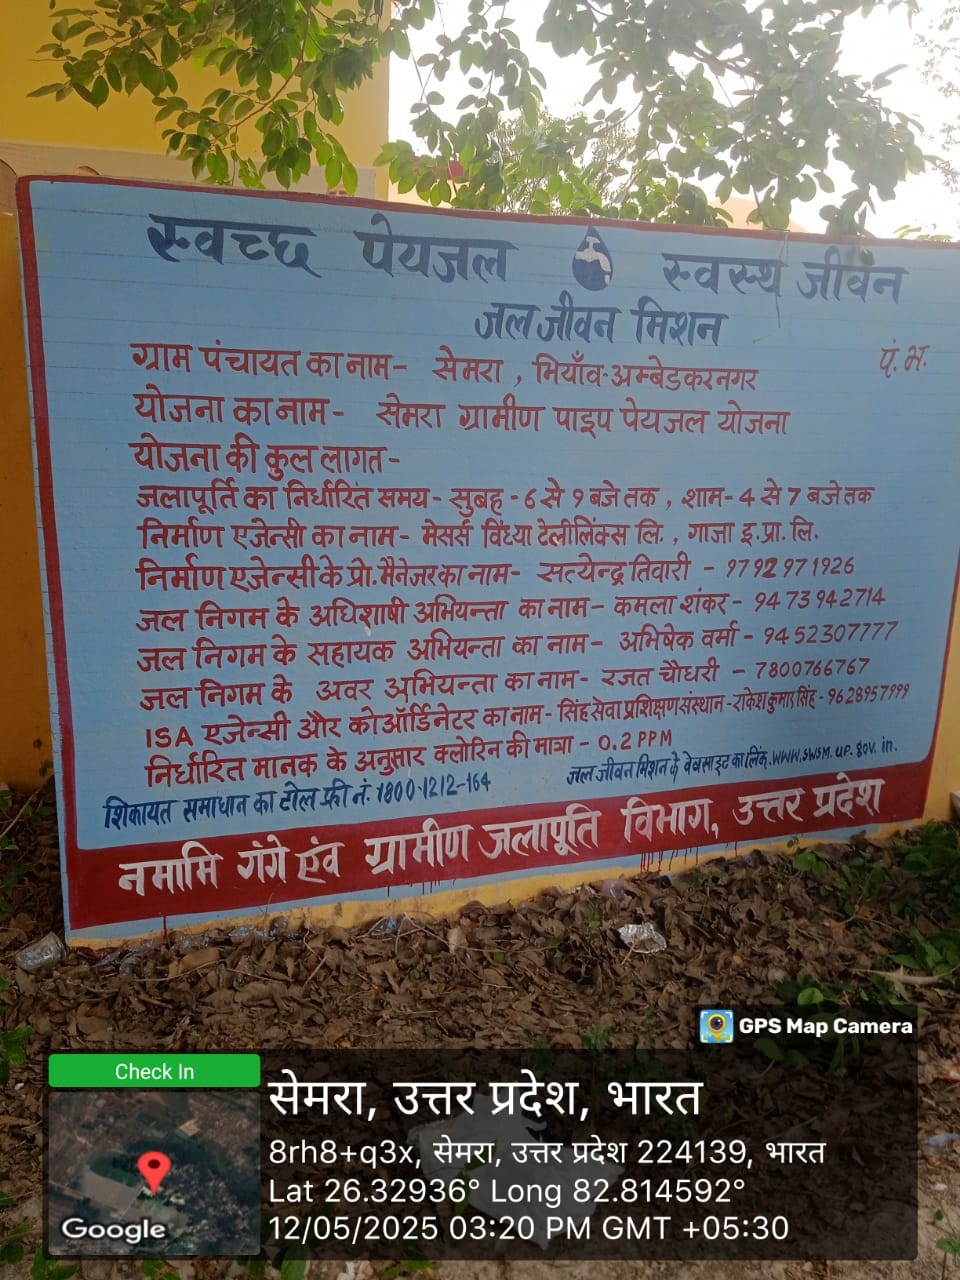 स्वच्छ पेयजल स्वस्थ जीवन
जल जीवन मिशन
पं. भ.
ग्राम पंचायत का नाम- सेमरा , भियाँव-अम्बेडकरनगर
योजना का नाम- सेमरा ग्रामीण पाइप पेयजल योजना
योजना की कुल लागत-
जलापूर्ति का निर्धारित समय- सुबह - 6 से 9 बजे तक , शाम- 4 से 7 बजे तक
निर्माण एजेन्सी का नाम- मेसर्स विंध्या टेलीलिंक्स लि. , गाजा इ. प्रा. लि.
निर्माण एजेन्सी के प्रो. मैनेजर का नाम- सत्येन्द्र तिवारी - 9792971926
जल निगम के अधिशाषी अभियन्ता का नाम- कमला शंकर - 9473942714
जल निगम के सहायक अभियन्ता का नाम- अभिषेक वर्मा - 9452307777
जल निगम के अवर अभियन्ता का नाम- रजत चौधरी - 7800766767
ISA एजेन्सी और कोऑर्डिनेटर का नाम- सिंह सेवा प्रशिक्षण संस्थान - राकेश कुमार सिंह - 9628957999
निर्धारित मानक के अनुसार क्लोरिन की मात्रा - 0.2 PPM
शिकायत समाधान का टोल फ्री नं. 1800-1212-164 जल जीवन मिशन के वेबसाइट का लिंक. WWW.SWSM.UP.gov.in.
नमामि गंगे एंव ग्रामीण जलापूति विभाग, उत्तर प्रदेश
GPS Map Camera
Check In
सेमरा, उत्तर प्रदेश, भारत
8rh8+q3x, सेमरा, उत्तर प्रदेश 224139, भारत
Lat 26.32936° Long 82.814592°
12/05/2025 03:20 PM GMT +05:30
Google